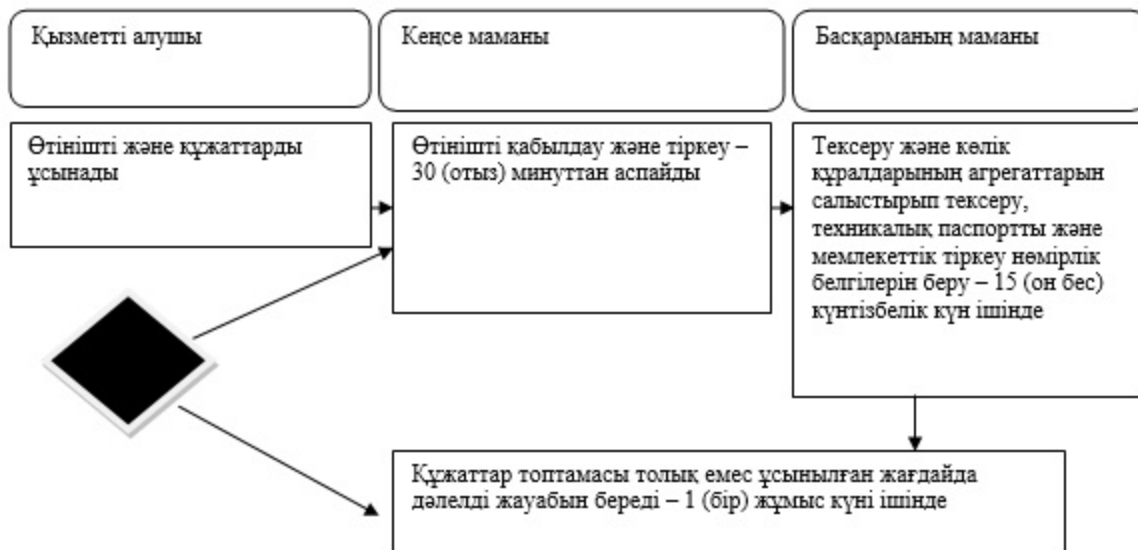 Қызметті алушы
Кеңсе маманы
Басқарманың маманы
Өтінішті және құжаттарды
ұсынады
Өтінішті қабылдау және тіркеу –
30 (отыз) минуттан аспайды
Тексеру және көлік
құралдарының агрегаттарын
салыстырып тексеру,
техникалық паспортты және
мемлекеттік тіркеу нөмірлік
белгілерін беру – 15 (он бес)
күнтізбелік күн ішінде
Құжаттар топтамасы толық емес ұсынылған жағдайда
дәлелді жауабын береді – 1 (бір) жұмыс күні ішінде